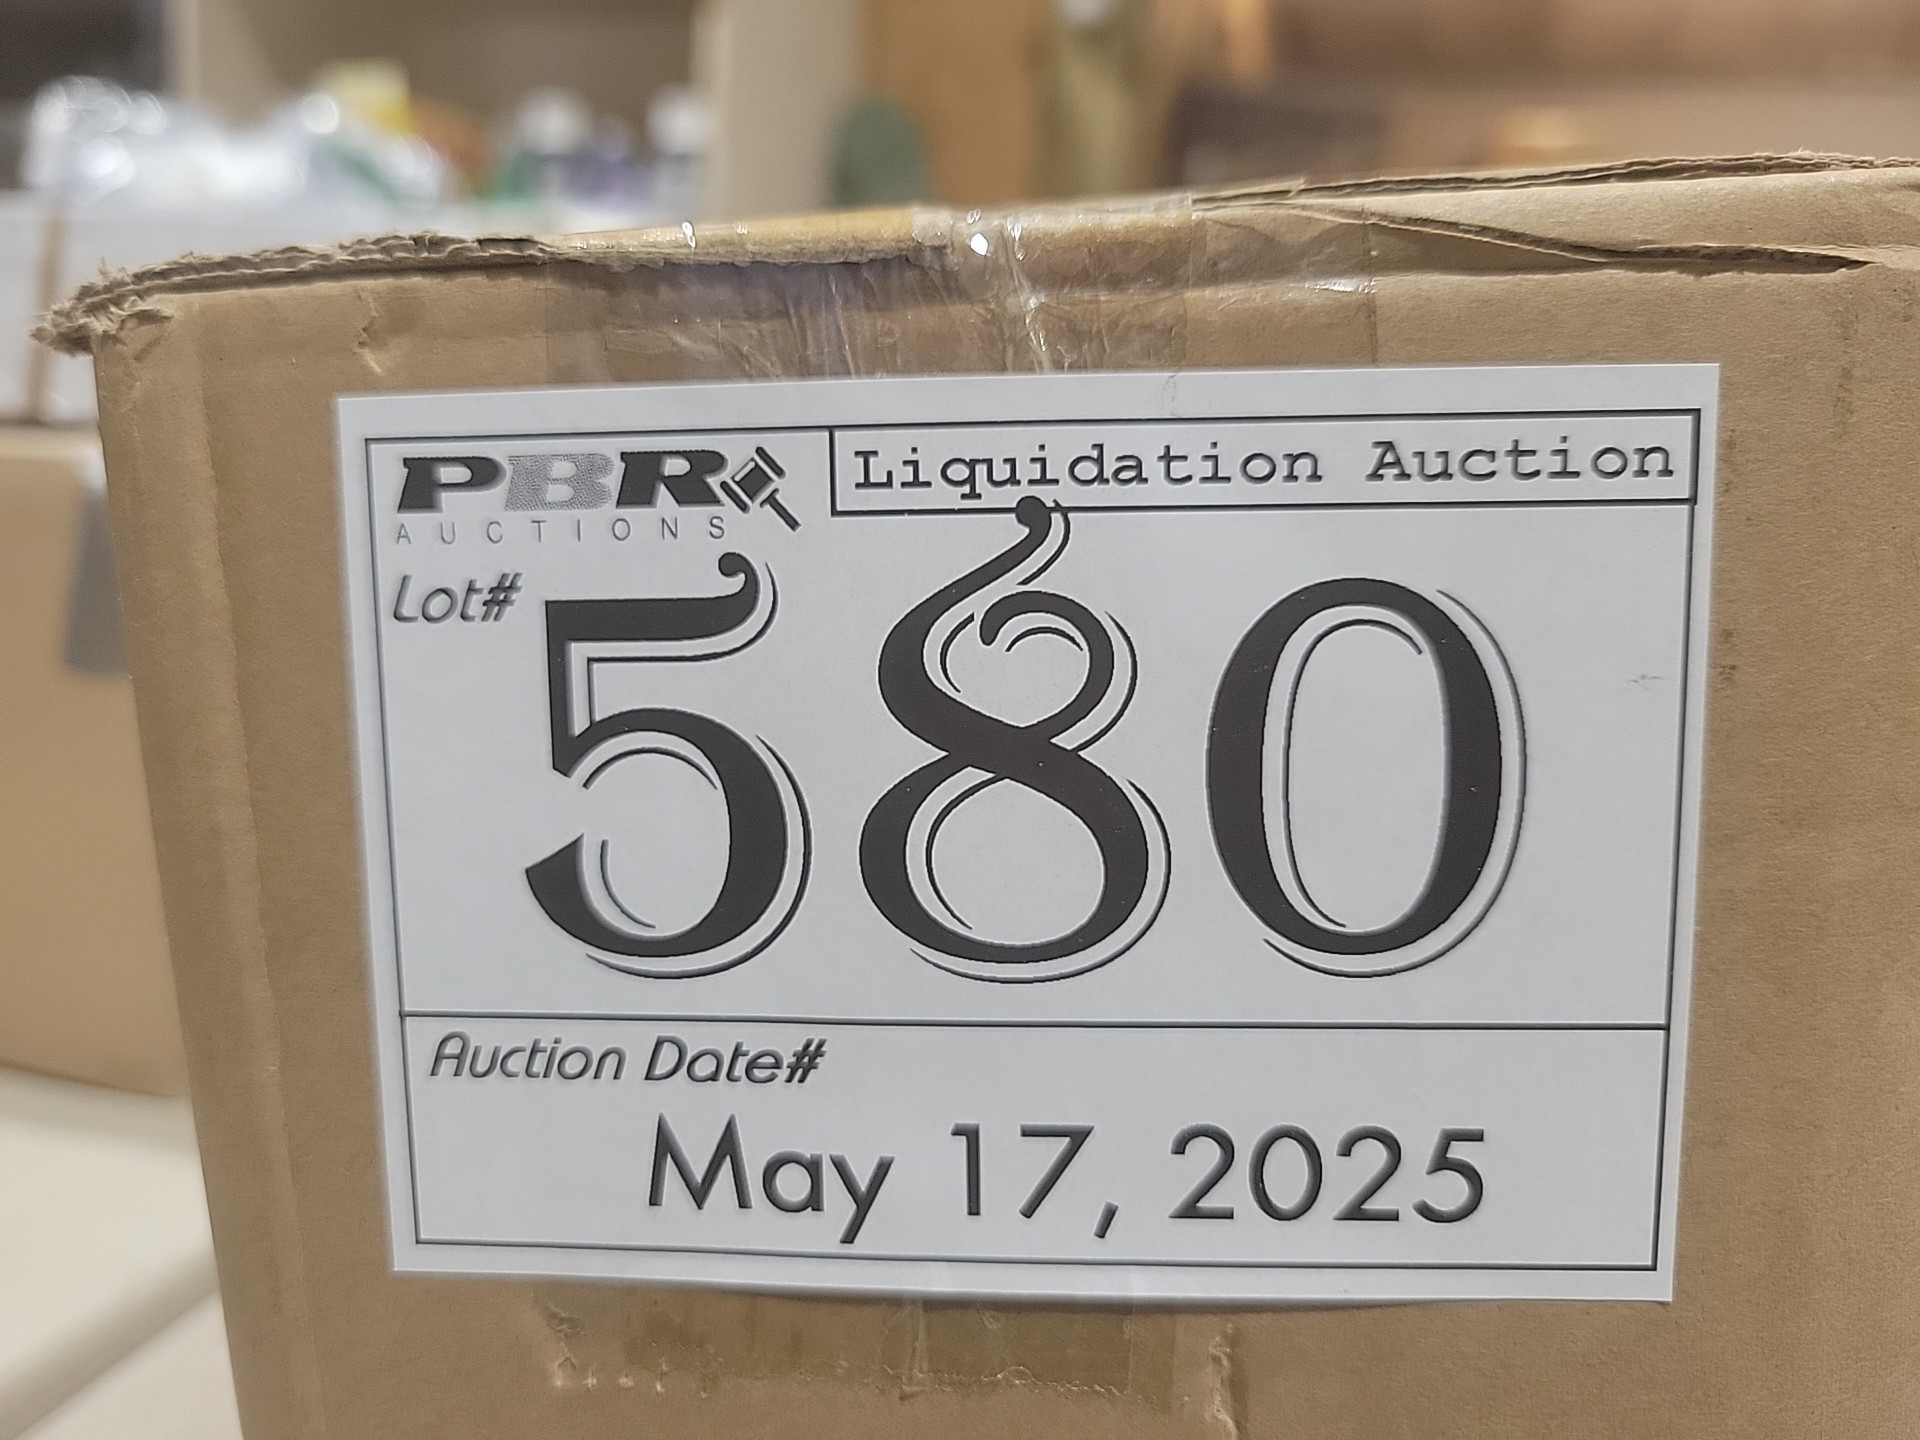 PBR
AUCTIONS
Liquidation Auction
Lot#
580
Auction Date#
May 17, 2025